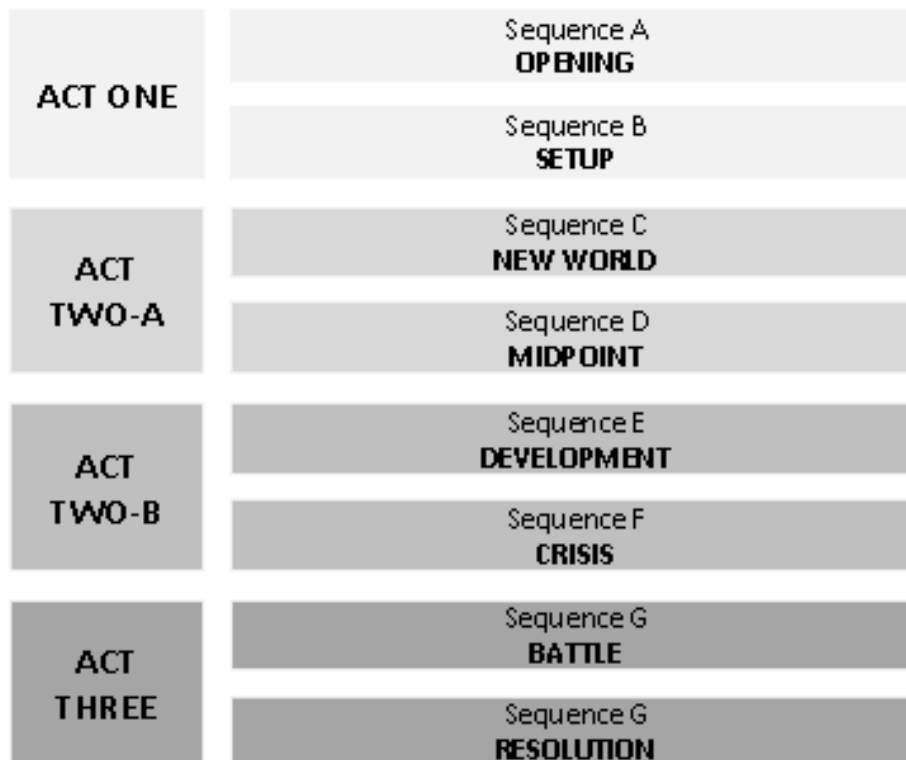 ACT ONE
Sequence A
OPENING
Sequence B
SETUP
ACT
TWO-A
Sequence C
NEW WORLD
Sequence D
MIDPOINT
ACT
TWO-B
Sequence E
DEVELOPMENT
Sequence F
CRISIS
ACT
THREE
Sequence G
BATTLE
Sequence G
RESOLUTION